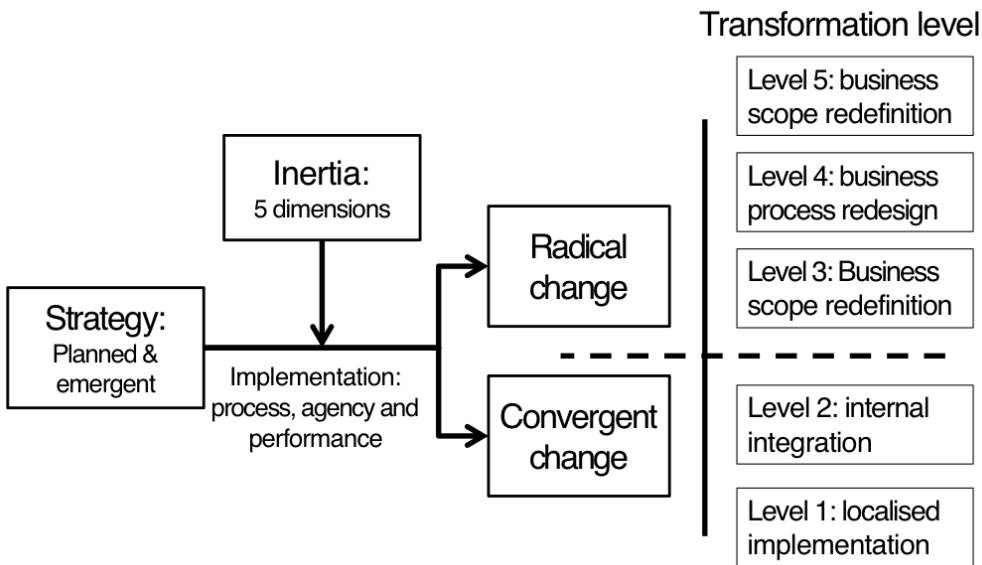 Transformation level
Level 5: business
scope redefinition
Level 4: business
process redesign
Level 3: Business
scope redefinition
Level 2: internal
integration
Level 1: localised
implementation
Inertia:
5 dimensions
Strategy:
Planned &
emergent
Implementation:
process, agency and
performance
Radical
change
Convergent
change